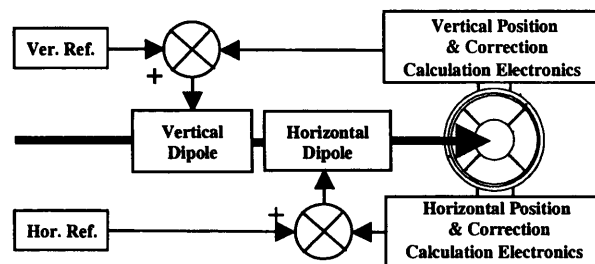 Ver. Ref.
+
Vertical Position
& Correction
Calculation Electronics
Vertical
Dipole
Horizontal
Dipole
Hor. Ref.
+
Horizontal Position
& Correction
Calculation Electronics